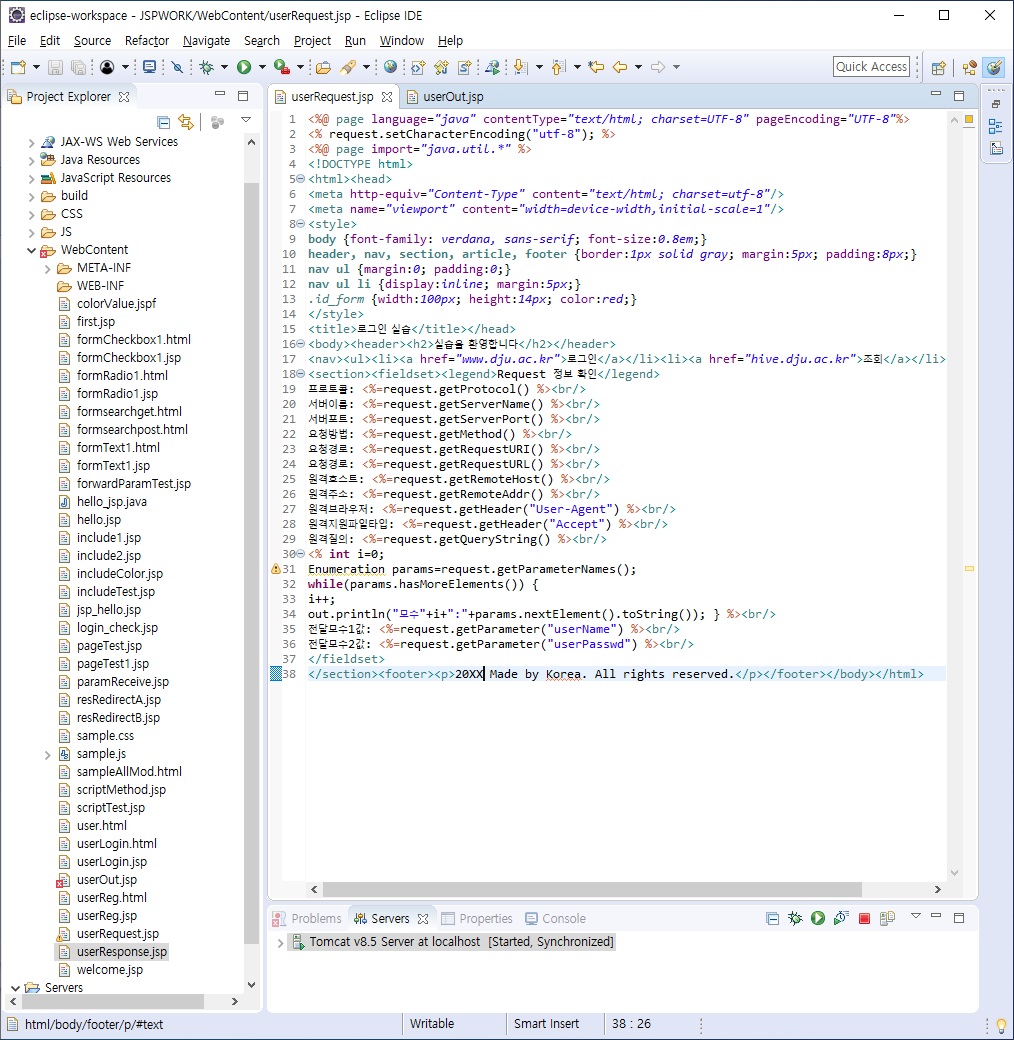 eclipse-workspace - JSPWORK/WebContent/userRequest.jsp - Eclipse IDE
File Edit Source Refactor Navigate Search Project Run Window Help
Quick Access
Project Explorer
JAX-WS Web Services
Java Resources
JavaScript Resources
build
CSS
JS
WebContent
META-INF
WEB-INF
colorValue.jspf
first.jsp
formCheckbox1.html
formCheckbox1.jsp
formRadio1.html
formRadio1.jsp
formsearchget.html
formsearchpost.html
formText1.html
formText1.jsp
forwardParamTest.jsp
hello_jsp.java
hello.jsp
include1.jsp
include2.jsp
includeColor.jsp
includeTest.jsp
jsp_hello.jsp
login_check.jsp
pageTest.jsp
pageTest1.jsp
paramReceive.jsp
resRedirectA.jsp
resRedirectB.jsp
sample.css
sample.js
sampleAllMod.html
scriptMethod.jsp
scriptTest.jsp
user.html
userLogin.html
userLogin.jsp
userOut.jsp
userReg.html
userReg.jsp
userRequest.jsp
userResponse.jsp
welcome.jsp
Servers
userRequest.jsp userOut.jsp
1 <%@ page language="java" contentType="text/html; charset=UTF-8" pageEncoding="UTF-8"%>
2 <% request.setCharacterEncoding("utf-8"); %>
3 <%@ page import="java.util.*" %>
4 <!DOCTYPE html>
5 <html><head>
6 <meta http-equiv="Content-Type" content="text/html; charset=utf-8"/>
7 <meta name="viewport" content="width=device-width,initial-scale=1"/>
8 <style>
9 body {font-family: verdana, sans-serif; font-size:0.8em;}
10 header, nav, section, article, footer {border:1px solid gray; margin:5px; padding:8px;}
11 nav ul {margin:0; padding:0;}
12 nav ul li {display:inline; margin:5px;}
13 .id_form {width:100px; height:14px; color:red;}
14 </style>
15 <title>로그인 실습</title></head>
16 <body><header><h2>실습을 환영합니다</h2></header>
17 <nav><ul><li><a href="www.dju.ac.kr">로그인</a></li><li><a href="hive.dju.ac.kr">조회</a></li>
18 <section><fieldset><legend>Request 정보 확인</legend>
19 프로토콜: <%=request.getProtocol() %><br/>
20 서버이름: <%=request.getServerName() %><br/>
21 서버포트: <%=request.getServerPort() %><br/>
22 요청방법: <%=request.getMethod() %><br/>
23 요청경로: <%=request.getRequestURI() %><br/>
24 요청경로: <%=request.getRequestURL() %><br/>
25 원격호스트: <%=request.getRemoteHost() %><br/>
26 원격주소: <%=request.getRemoteAddr() %><br/>
27 원격브라우저: <%=request.getHeader("User-Agent") %><br/>
28 원격지원파일타입: <%=request.getHeader("Accept") %><br/>
29 원격질의: <%=request.getQueryString() %><br/>
30 <% int i=0;
31 Enumeration params=request.getParameterNames();
32 while(params.hasMoreElements()) {
33 i++;
34 out.println("모수"+i+":"+params.nextElement().toString()); } %><br/>
35 전달모수1값: <%=request.getParameter("userName") %><br/>
36 전달모수2값: <%=request.getParameter("userPasswd") %><br/>
37 </fieldset>
38 </section><footer><p>20XX Made by Korea. All rights reserved.</p></footer></body></html>
Problems Servers Properties Console
Tomcat v8.5 Server at localhost [Started, Synchronized]
html/body/footer/p/#text Writable Smart Insert 38 : 26